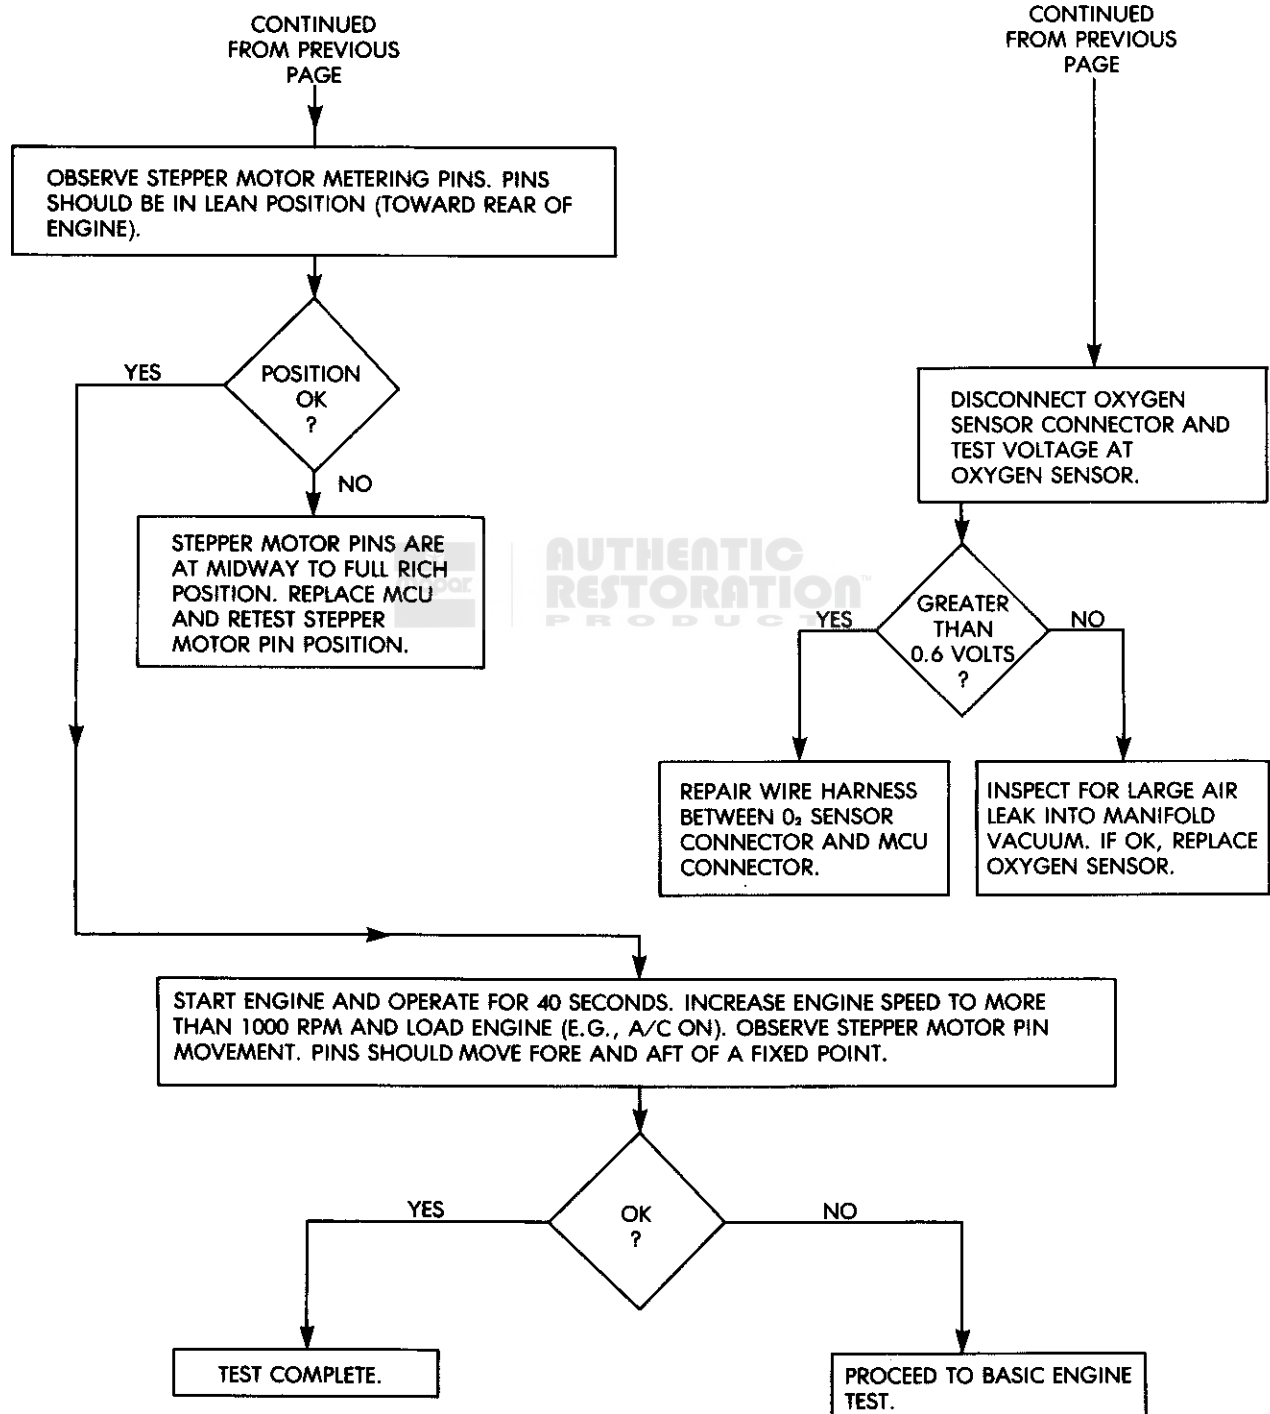 CONTINUED
FROM PREVIOUS
PAGE
OBSERVE STEPPER MOTOR METERING PINS. PINS
SHOULD BE IN LEAN POSITION (TOWARD REAR OF
ENGINE).
YES
POSITION
OK
?
NO
STEPPER MOTOR PINS ARE
AT MIDWAY TO FULL RICH
POSITION. REPLACE MCU
AND RETEST STEPPER
MOTOR PIN POSITION.
CONTINUED
FROM PREVIOUS
PAGE
DISCONNECT OXYGEN
SENSOR CONNECTOR AND
TEST VOLTAGE AT
OXYGEN SENSOR.
mopar
AUTHENTIC
RESTORATION™
PRODUCT
YES
GREATER
THAN
0.6 VOLTS
?
NO
REPAIR WIRE HARNESS
BETWEEN 0₂ SENSOR
CONNECTOR AND MCU
CONNECTOR.
INSPECT FOR LARGE AIR
LEAK INTO MANIFOLD
VACUUM. IF OK, REPLACE
OXYGEN SENSOR.
START ENGINE AND OPERATE FOR 40 SECONDS. INCREASE ENGINE SPEED TO MORE
THAN 1000 RPM AND LOAD ENGINE (E.G., A/C ON). OBSERVE STEPPER MOTOR PIN
MOVEMENT. PINS SHOULD MOVE FORE AND AFT OF A FIXED POINT.
YES
OK
?
NO
TEST COMPLETE.
PROCEED TO BASIC ENGINE
TEST.